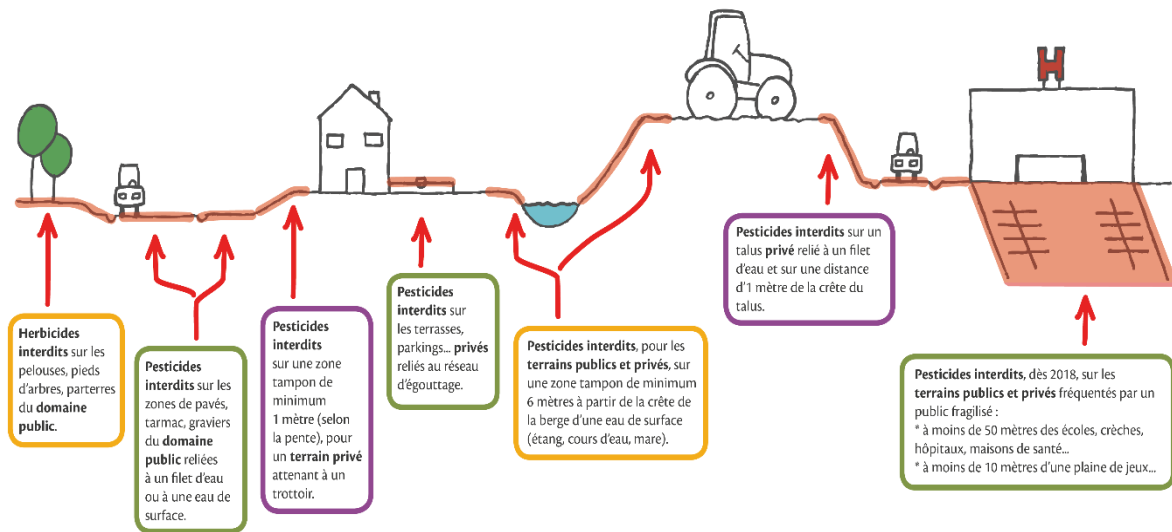 H
Herbicides
interdits sur les
pelouses, pieds
d'arbres, parterres
du domaine
public.
Pesticides
interdits sur les
zones de pavés,
tarmac, graviers
du domaine
public reliées
à un filet d'eau
ou à une eau de
surface.
Pesticides
interdits
sur une zone
tampon de
minimum
1 mètre (selon
la pente), pour
un terrain privé
attenant à un
trottoir.
Pesticides
interdits sur
les terrasses,
parkings... privés
reliés au réseau
d'égouttage.
Pesticides interdits, pour les
terrains publics et privés, sur
une zone tampon de minimum
6 mètres à partir de la crête de
la berge d'une eau de surface
(étang, cours d'eau, mare).
Pesticides interdits sur un
talus privé relié à un filet
d'eau et sur une distance
d'1 mètre de la crête du
talus.
Pesticides interdits, dès 2018, sur les
terrains publics et privés fréquentés par un
public fragilisé :
* à moins de 50 mètres des écoles, crèches,
hôpitaux, maisons de santé...
* à moins de 10 mètres d'une plaine de jeux...